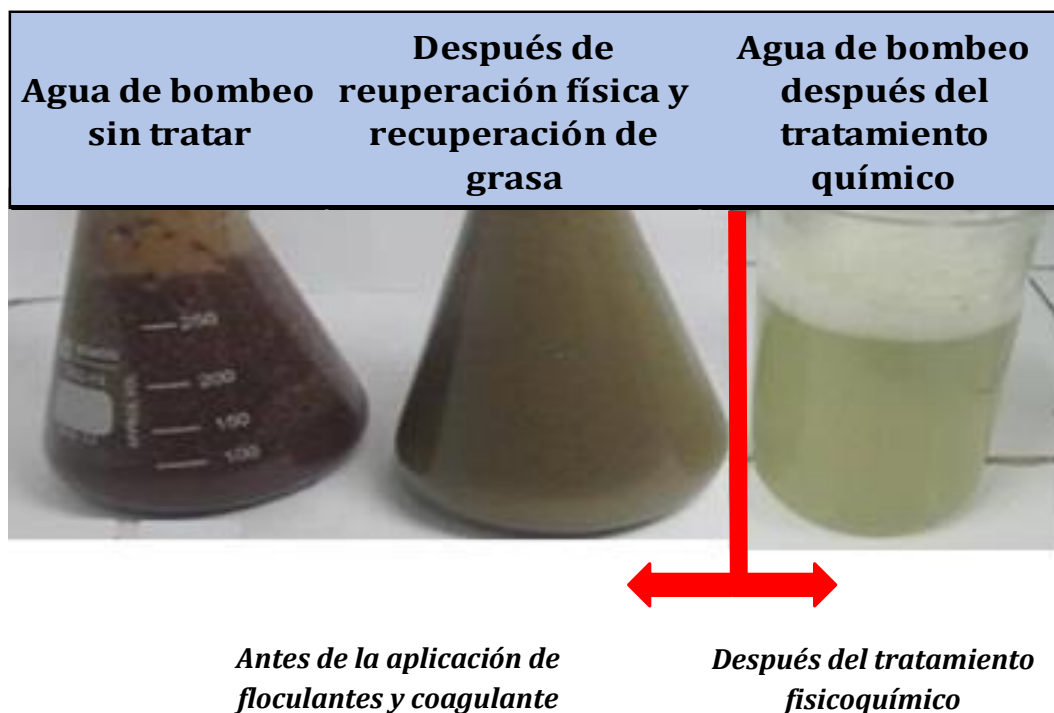 Agua de bombeo
sin tratar
Después de
reuperación física y
recuperación de
grasa
Agua de bombeo
después del
tratamiento
químico
250
200
150
100
Antes de la aplicación de
floculantes y coagulante
Después del tratamiento
fisicoquímico